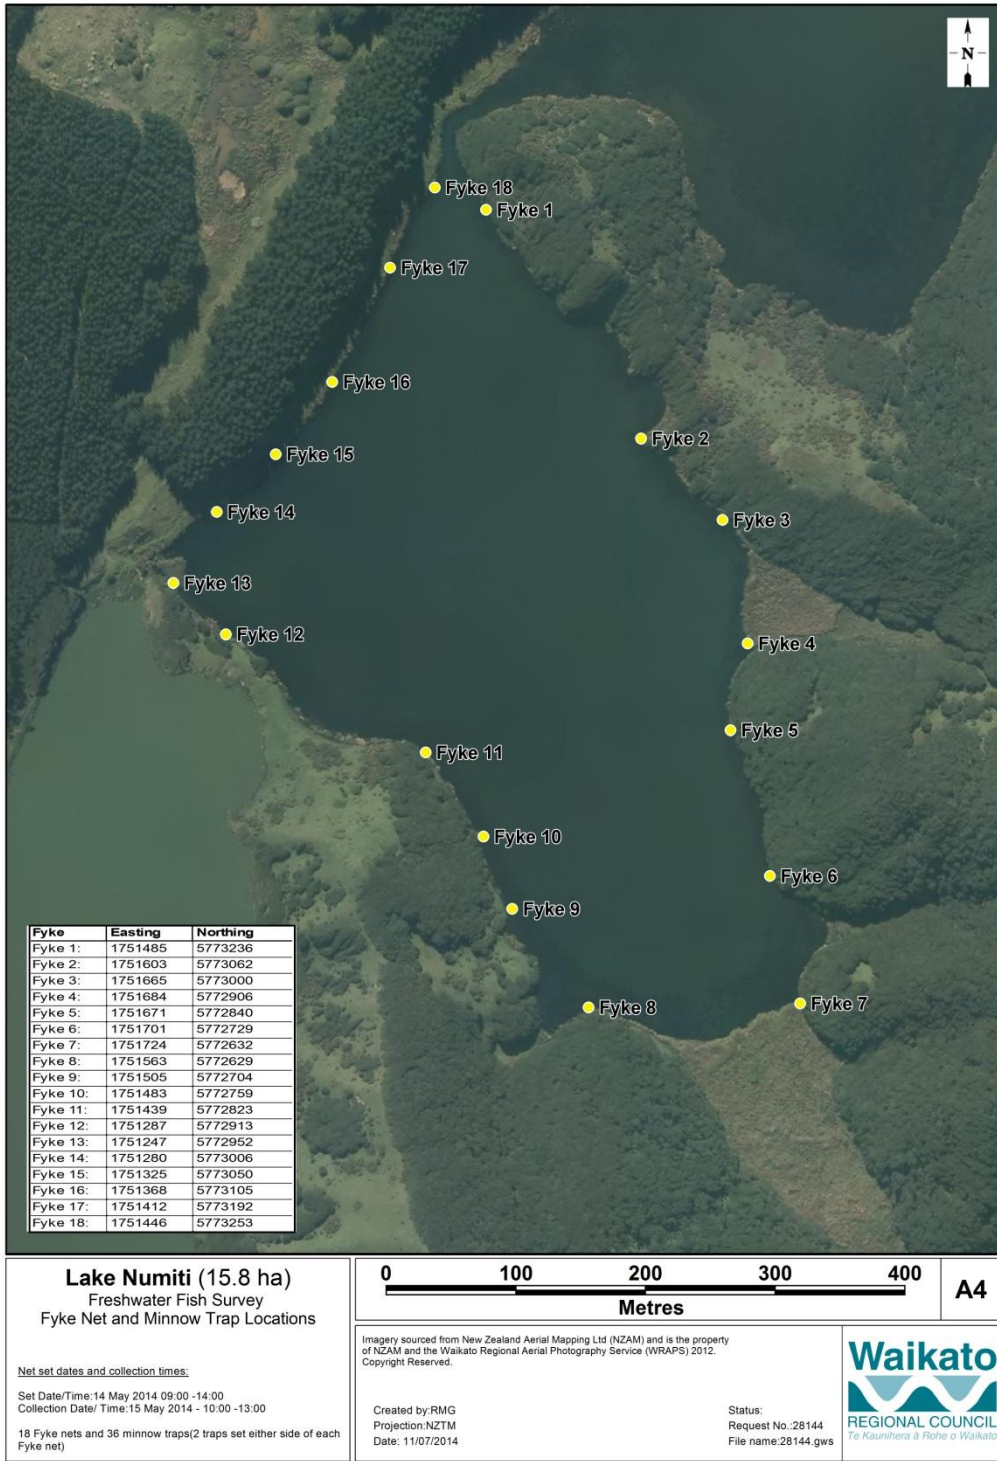 N
Fyke 18
Fyke 1
Fyke 17
Fyke 16
Fyke 2
Fyke 15
Fyke 14
Fyke 3
Fyke 13
Fyke 12
Fyke 4
Fyke 5
Fyke 11
Fyke 10
Fyke 6
Fyke 9
Fyke 7
Fyke 8
Fyke Easting Northing
Fyke 1: 1751485 5773236
Fyke 2: 1751603 5773062
Fyke 3: 1751665 5773000
Fyke 4: 1751684 5772906
Fyke 5: 1751671 5772840
Fyke 6: 1751701 5772729
Fyke 7: 1751724 5772632
Fyke 8: 1751563 5772629
Fyke 9: 1751505 5772704
Fyke 10: 1751483 5772759
Fyke 11: 1751439 5772823
Fyke 12: 1751287 5772913
Fyke 13: 1751247 5772952
Fyke 14: 1751280 5773006
Fyke 15: 1751325 5773050
Fyke 16: 1751368 5773105
Fyke 17: 1751412 5773192
Fyke 18: 1751446 5773253
Lake Numiti (15.8 ha)
Freshwater Fish Survey
Fyke Net and Minnow Trap Locations
Net set dates and collection times:
Set Date/Time:14 May 2014 09:00 -14:00
Collection Date/ Time:15 May 2014 - 10:00 -13:00
18 Fyke nets and 36 minnow traps(2 traps set either side of each
Fyke net)
0 100 200 300 400
Metres
A4
Imagery sourced from New Zealand Aerial Mapping Ltd (NZAM) and is the property
of NZAM and the Waikato Regional Aerial Photography Service (WRAPS) 2012.
Copyright Reserved.
Created by:RMG
Projection:NZTM
Date: 11/07/2014
Status:
Request No.:28144
File name:28144.gws
Waikato
REGIONAL COUNCIL
Te Kaunihera ā Rohe o Waikato